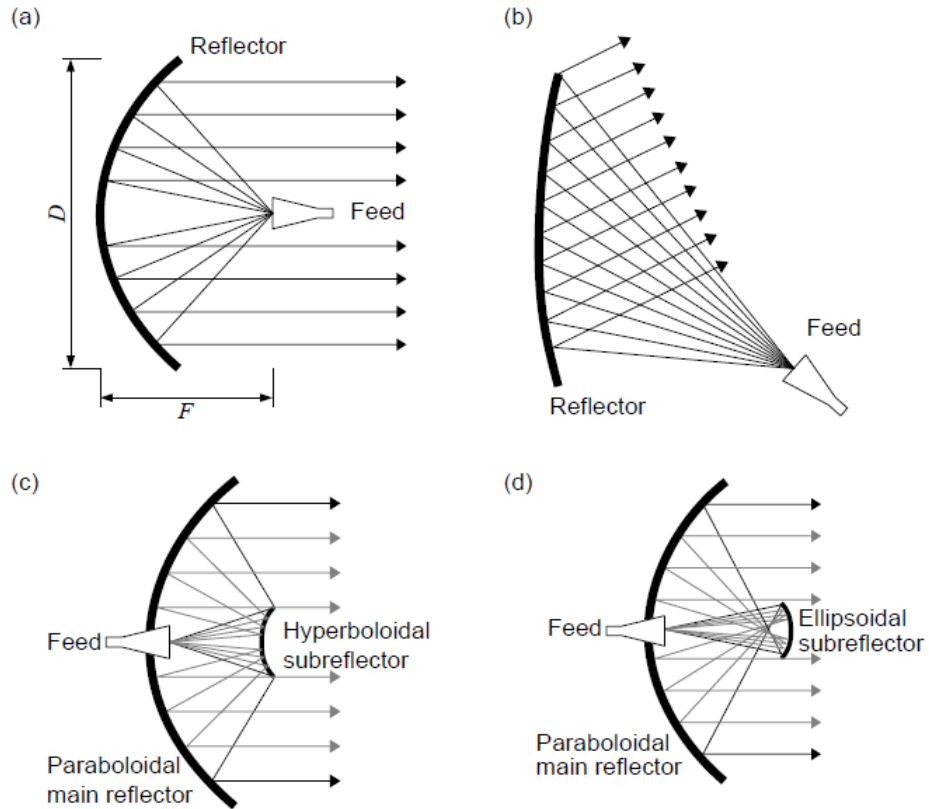 (a)
Reflector
D
Feed
F
(b)
Feed
Reflector
(c)
Feed
Hyperboloidal
subreflector
Paraboloidal
main reflector
(d)
Feed
Ellipsoidal
subreflector
Paraboloidal
main reflector